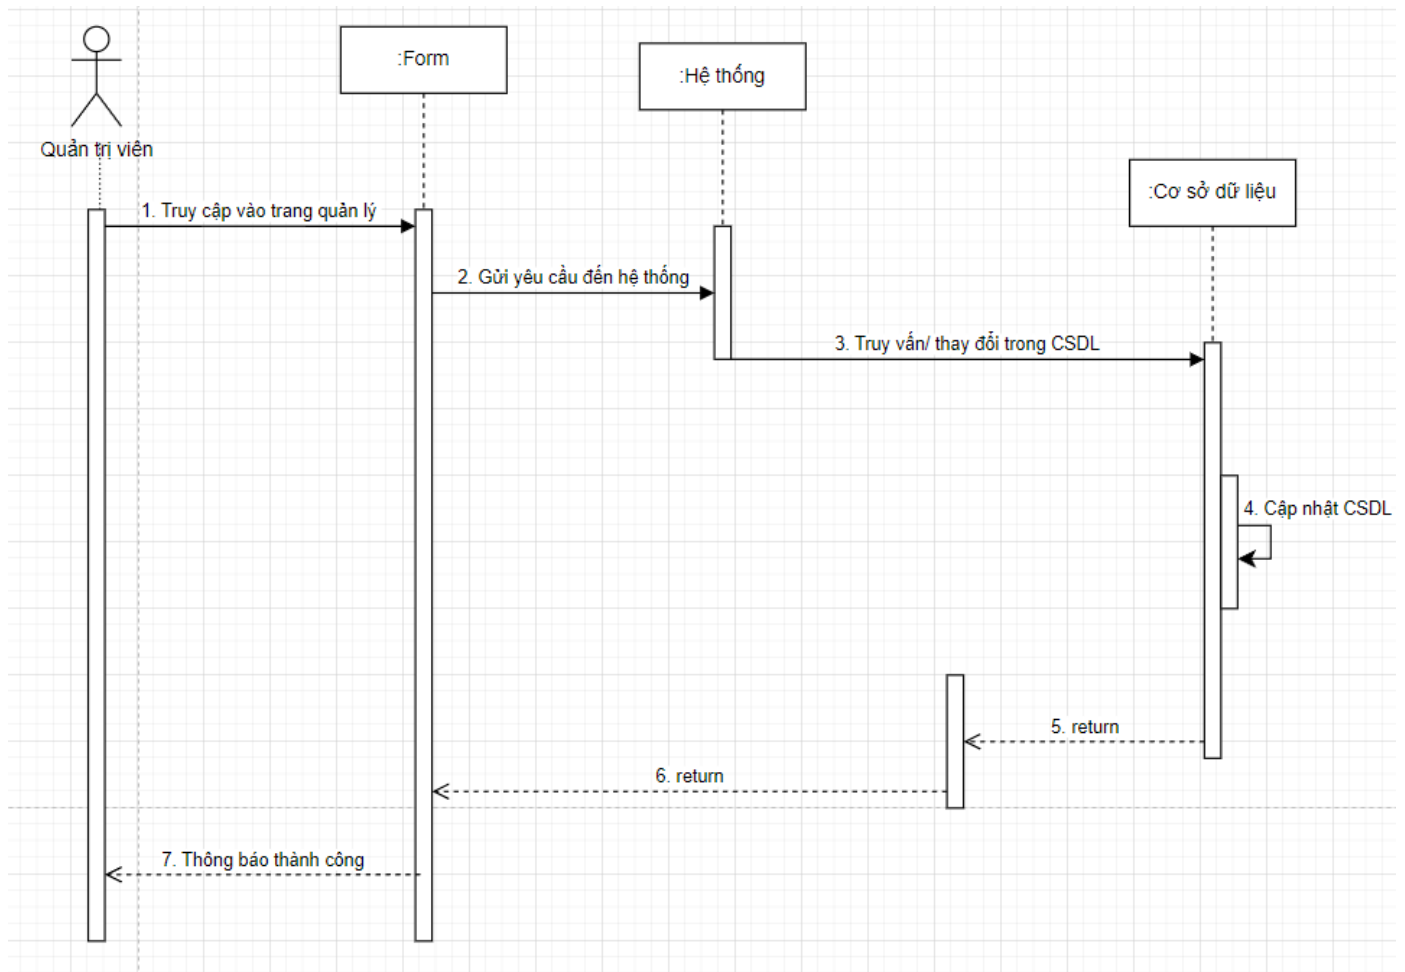 :Form
:Hệ thống
Quản trị viên
:Cơ sở dữ liệu
1. Truy cập vào trang quản lý
2. Gửi yêu cầu đến hệ thống
3. Truy vấn/ thay đổi trong CSDL
4. Cập nhật CSDL
5. return
6. return
7. Thông báo thành công